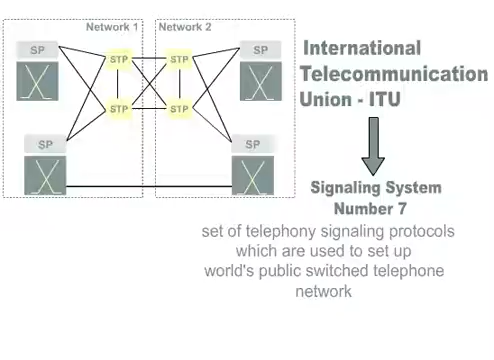 Network 1
Network 2
SP
STP
STP
SP
STP
STP
SP
SP
International
Telecommunication
Union - ITU
Signaling System
Number 7
set of telephony signaling protocols
which are used to set up
world's public switched telephone
network